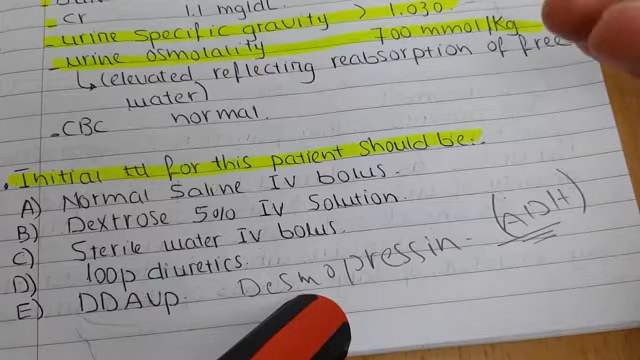 - Cr 1.1 mg/dL
- urine specific gravity > 1.030
- urine osmolality 700 mmol/Kg
↳ (elevated, reflecting reabsorption of free
water)
- CBC normal.
. Initial ttt for this patient should be:-
A) Normal Saline IV bolus.
B) Dextrose 5% IV Solution.
C) Sterile water IV bolus.
D) loop diuretics.
E) DDAVP. Desmopressin. (ADH)